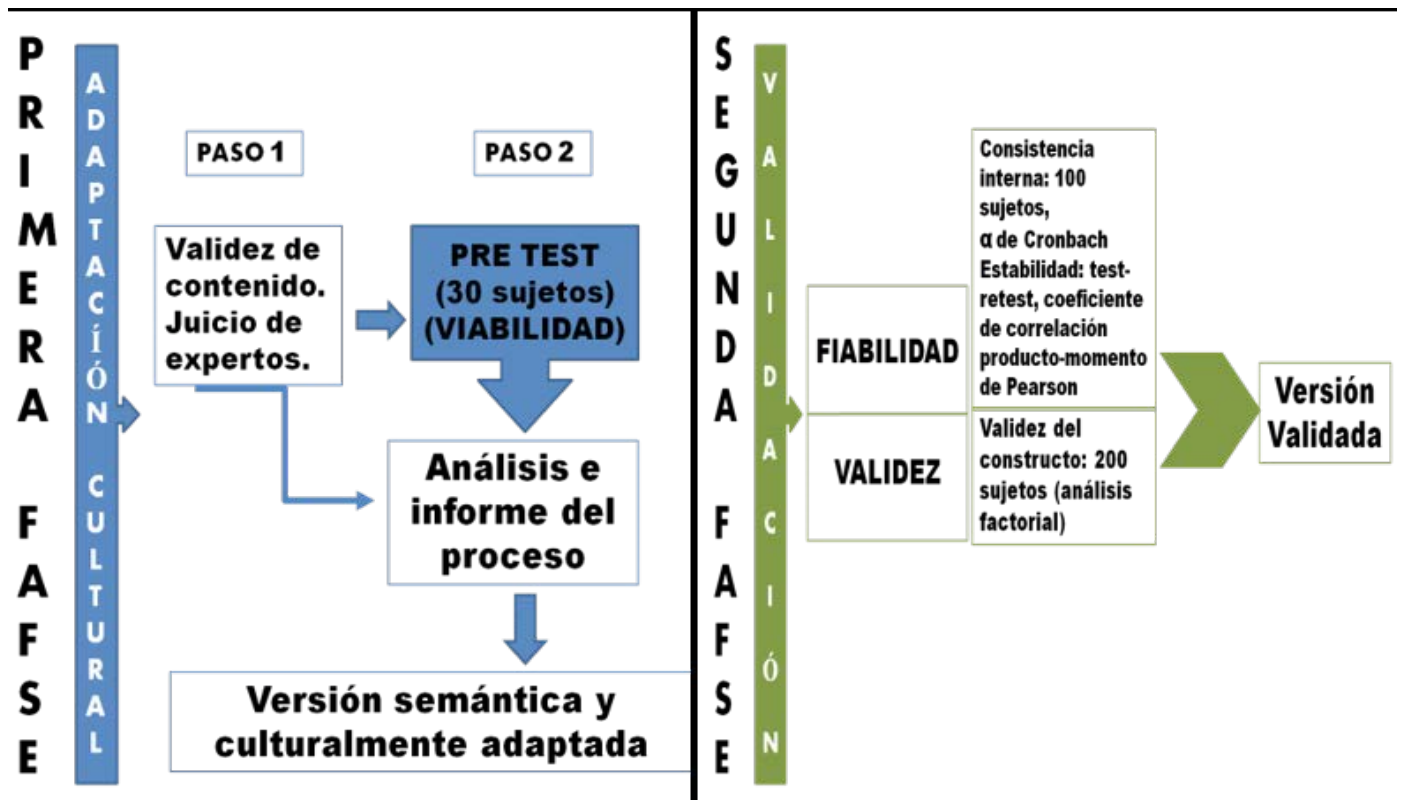 PRIMERA FAFSE
ADAPTACÍÓN CULTURAL
PASO 1
PASO 2
Validez de
contenido.
Juicio de
expertos.
PRE TEST
(30 sujetos)
(VIABILIDAD)
Análisis e
informe del
proceso
Versión semántica y
culturalmente adaptada
SEGUNDA FAFSE
VALIDACIÓN
FIABILIDAD
Consistencia
interna: 100
sujetos,
α de Cronbach
Estabilidad: test-
retest, coeficiente
de correlación
producto-momento
de Pearson
VALIDEZ
Validez del
constructo: 200
sujetos (análisis
factorial)
Versión
Validada